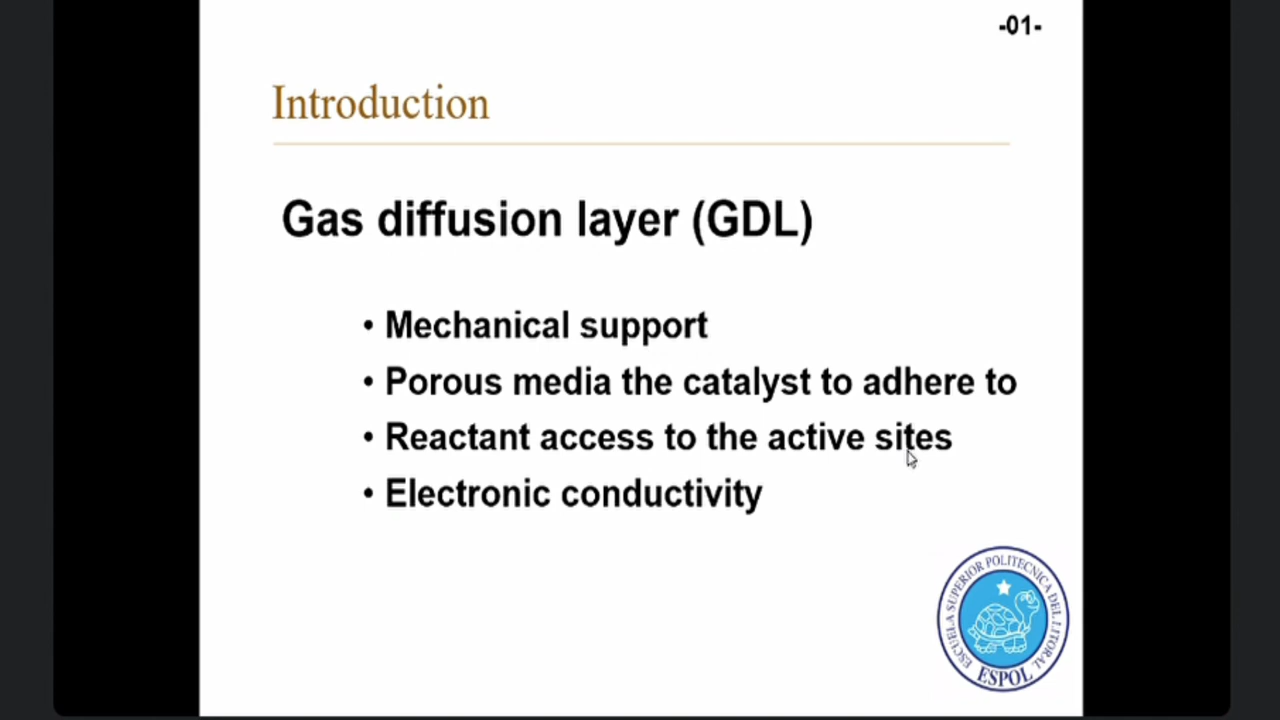 -01-
Introduction
Gas diffusion layer (GDL)
• Mechanical support
• Porous media the catalyst to adhere to
• Reactant access to the active sites
• Electronic conductivity
ESCUELA SUPERIOR POLITECNICA DEL LITORAL
ESPOL